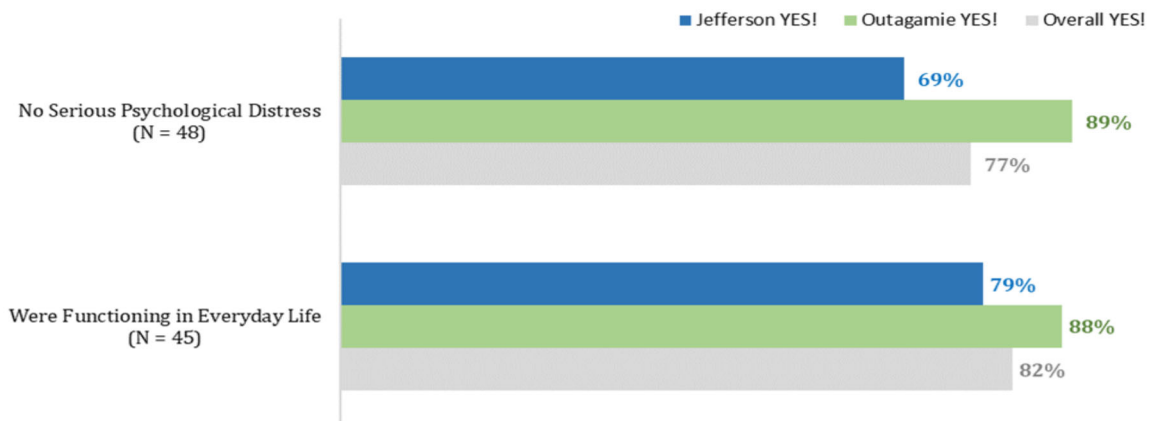 Jefferson YES! Outagamie YES! Overall YES!
69%
No Serious Psychological Distress
(N = 48)
89%
77%
79%
Were Functioning in Everyday Life
(N = 45)
88%
82%